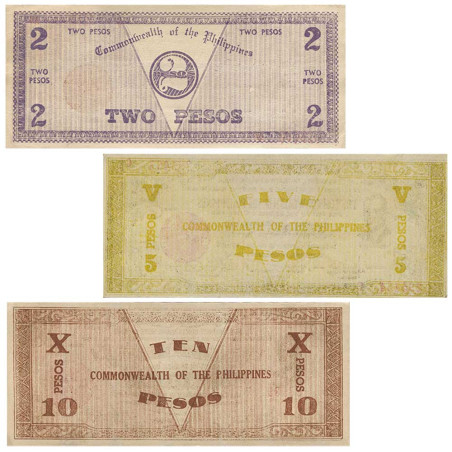 2 TWO PESOS TWO PESOS 2
Commonwealth of the Philippines
TWO PESOS TWO PESOS
2 TWO PESOS 2
V FIVE V
COMMONWEALTH OF THE PHILIPPINES
5 PESOS PESOS 5
PESOS
X TEN X
COMMONWEALTH OF THE PHILIPPINES
PESOS PESOS
10 PESOS 10